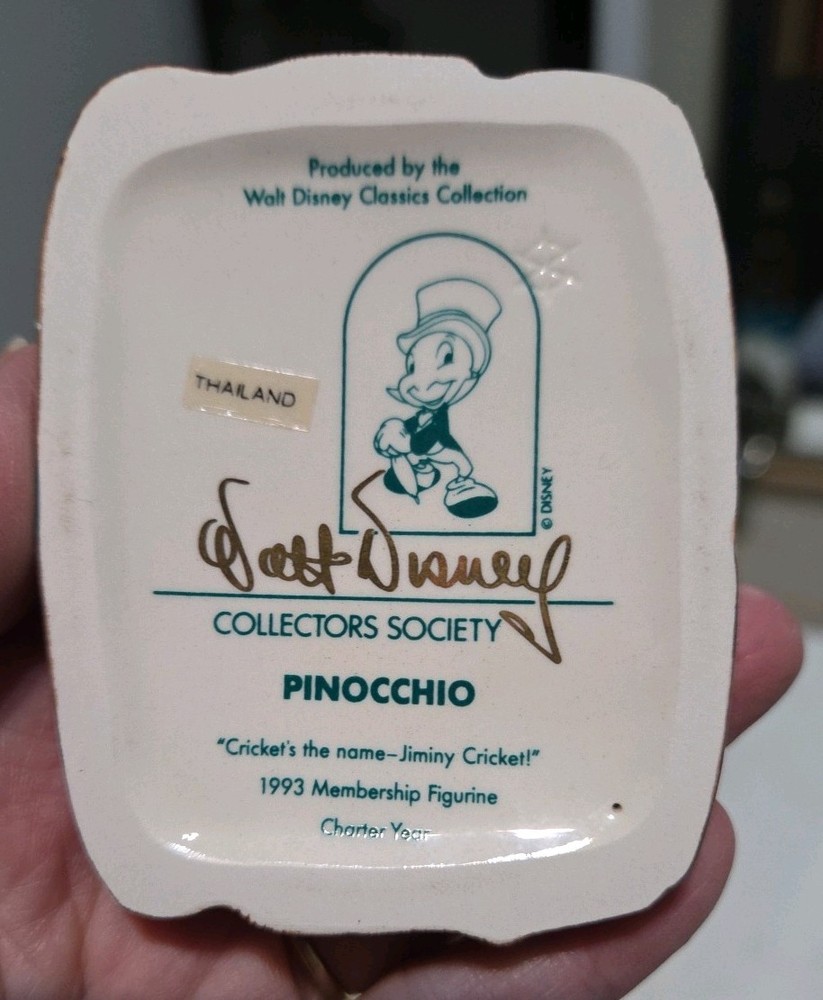 Produced by the
Walt Disney Classics Collection
THAILAND
© DISNEY
Walt Disney
COLLECTORS SOCIETY
PINOCCHIO
"Cricket's the name–Jiminy Cricket!"
1993 Membership Figurine
Charter Year